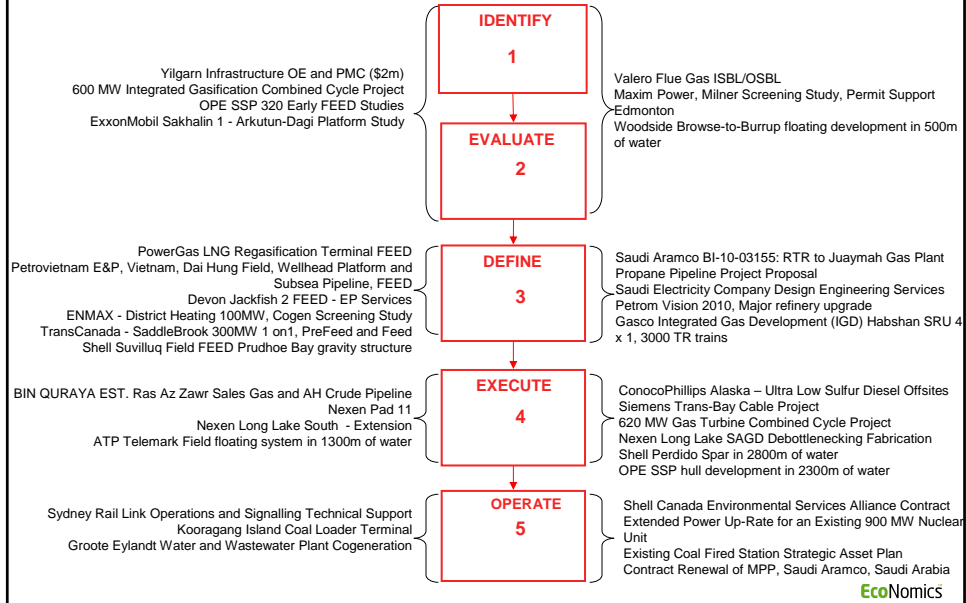 IDENTIFY
1
Yilgarn Infrastructure OE and PMC ($2m)
600 MW Integrated Gasification Combined Cycle Project
OPE SSP 320 Early FEED Studies
ExxonMobil Sakhalin 1 - Arkutun-Dagi Platform Study
Valero Flue Gas ISBL/OSBL
Maxim Power, Milner Screening Study, Permit Support
Edmonton
Woodside Browse-to-Burrup floating development in 500m
of water
EVALUATE
2
PowerGas LNG Regasification Terminal FEED
Petrovietnam E&P, Vietnam, Dai Hung Field, Wellhead Platform and
Subsea Pipeline, FEED
Devon Jackfish 2 FEED - EP Services
ENMAX - District Heating 100MW, Cogen Screening Study
TransCanada - SaddleBrook 300MW 1 on1, PreFeed and Feed
Shell Suvilluq Field FEED Prudhoe Bay gravity structure
DEFINE
3
Saudi Aramco BI-10-03155: RTR to Juaymah Gas Plant
Propane Pipeline Project Proposal
Saudi Electricity Company Design Engineering Services
Petrom Vision 2010, Major refinery upgrade
Gasco Integrated Gas Development (IGD) Habshan SRU 4
x 1, 3000 TR trains
BIN QURAYA EST. Ras Az Zawr Sales Gas and AH Crude Pipeline
Nexen Pad 11
Nexen Long Lake South - Extension
ATP Telemark Field floating system in 1300m of water
EXECUTE
4
ConocoPhillips Alaska – Ultra Low Sulfur Diesel Offsites
Siemens Trans-Bay Cable Project
620 MW Gas Turbine Combined Cycle Project
Nexen Long Lake SAGD Debottlenecking Fabrication
Shell Perdido Spar in 2800m of water
OPE SSP hull development in 2300m of water
Sydney Rail Link Operations and Signalling Technical Support
Kooragang Island Coal Loader Terminal
Groote Eylandt Water and Wastewater Plant Cogeneration
OPERATE
5
Shell Canada Environmental Services Alliance Contract
Extended Power Up-Rate for an Existing 900 MW Nuclear
Unit
Existing Coal Fired Station Strategic Asset Plan
Contract Renewal of MPP, Saudi Aramco, Saudi Arabia
EcoNomics